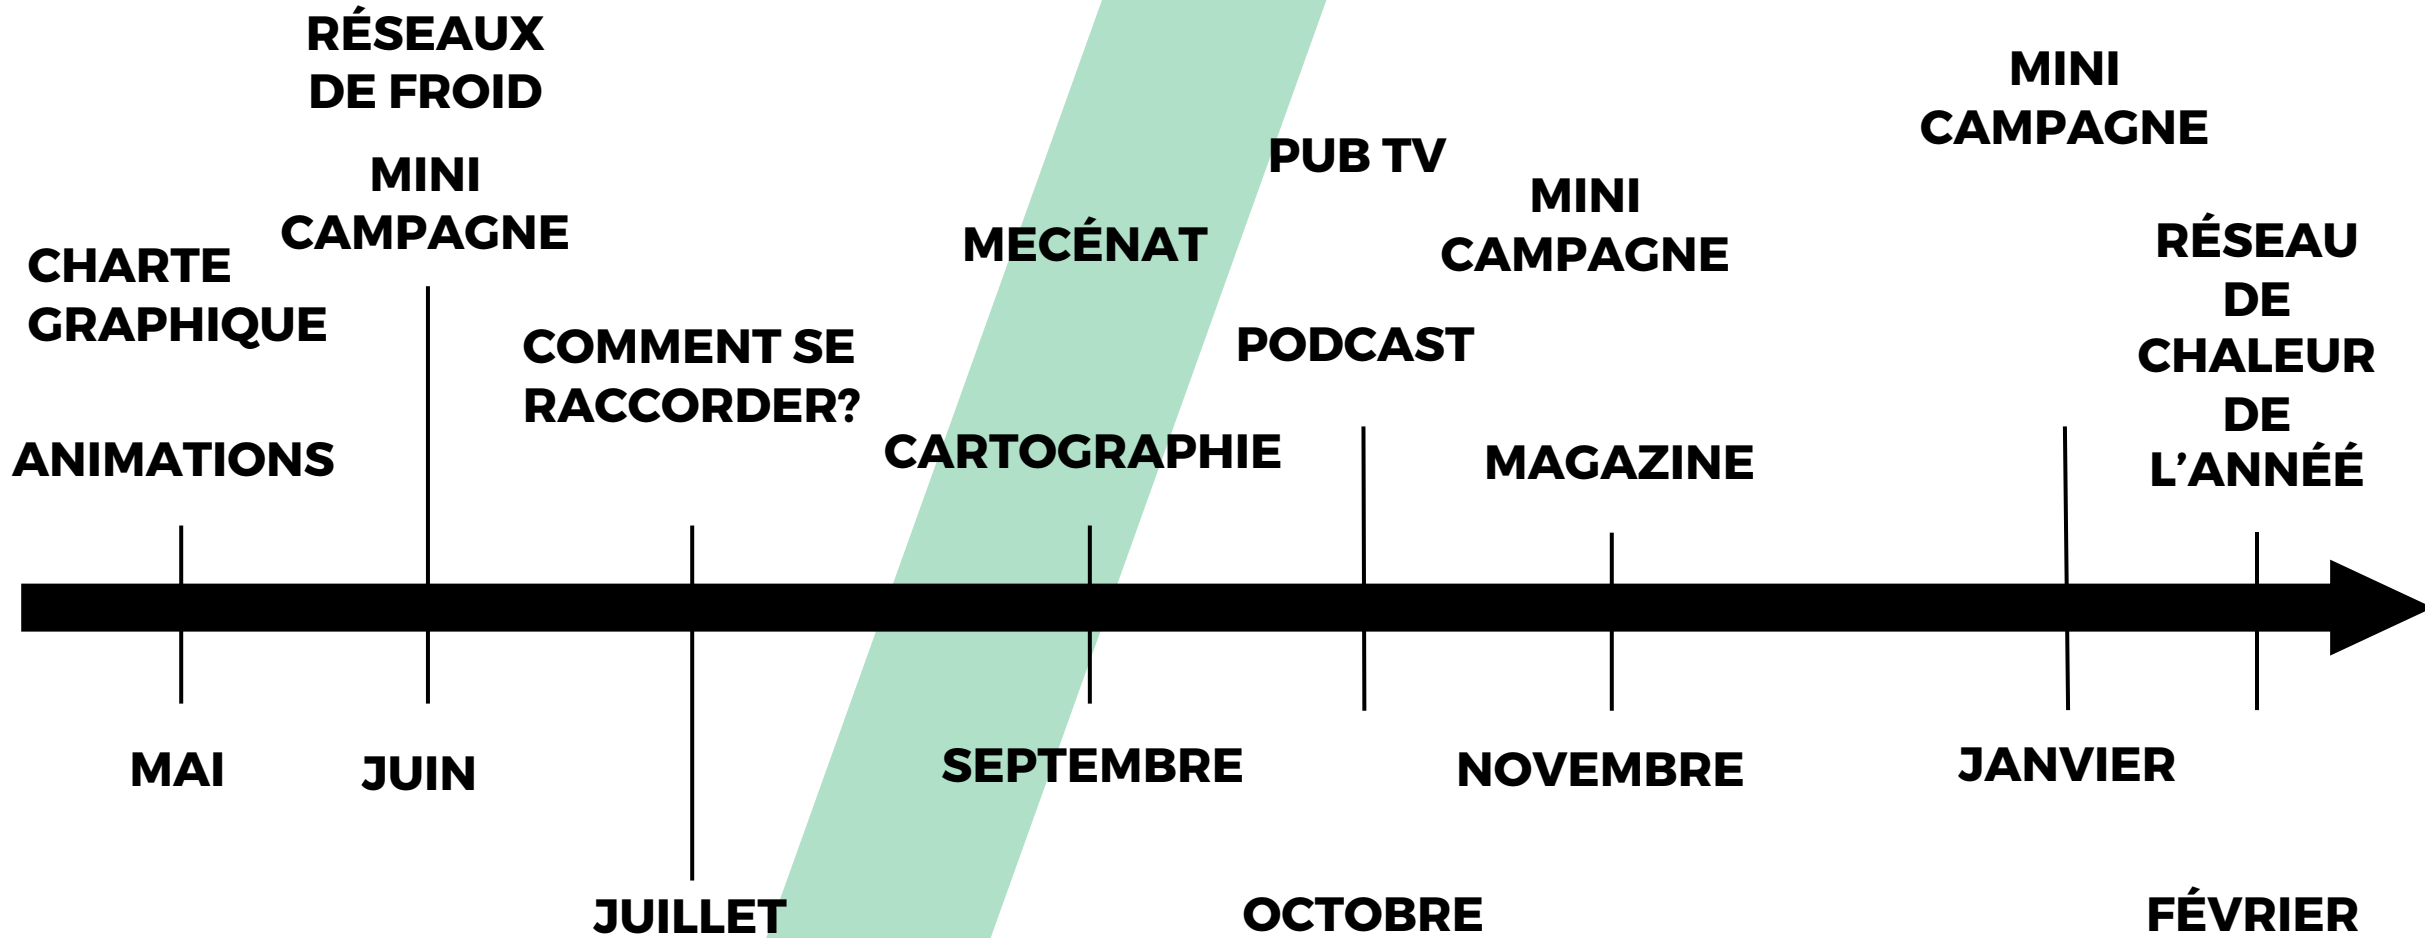 RÉSEAUX
DE FROID
MINI
CAMPAGNE
CHARTE
GRAPHIQUE
ANIMATIONS
COMMENT SE
RACCORDER?
MECÉNAT
CARTOGRAPHIE
PUB TV
PODCAST
MINI
CAMPAGNE
MAGAZINE
MINI
CAMPAGNE
RÉSEAU
DE
CHALEUR
DE
L’ANNÉÉ
MAI
JUIN
JUILLET
SEPTEMBRE
OCTOBRE
NOVEMBRE
JANVIER
FÉVRIER